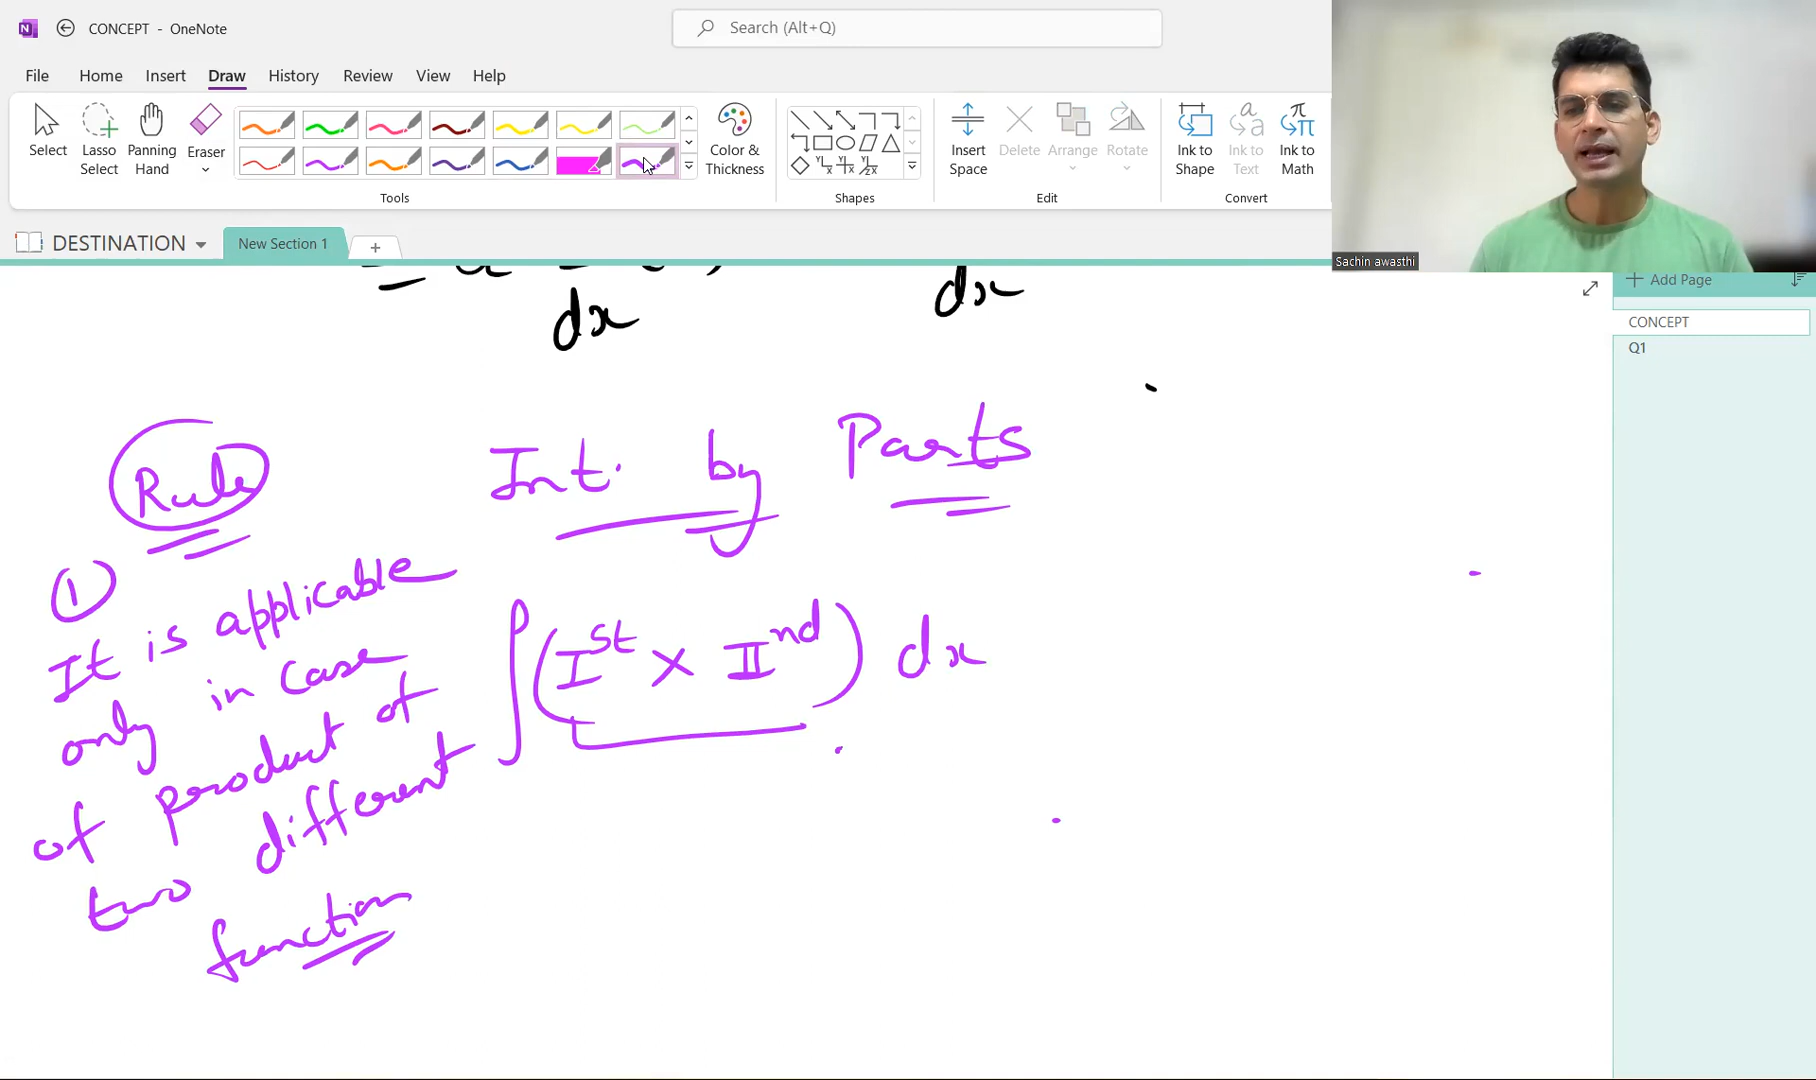 CONCEPT - OneNote
Search (Alt+Q)
File Home Insert Draw History Review View Help
Select
Lasso Select
Panning Hand
Eraser
Color & Thickness
Insert Space
Delete
Arrange
Rotate
Ink to Shape
Ink to Text
Ink to Math
Tools
Shapes
Edit
Convert
DESTINATION
New Section 1
Sachin awasthi
Add Page
CONCEPT
Q1
dx
dx
Rule
Int. by Parts
①
It is applicable
only in case
of product of
two different
function
∫(Iˢᵗ × IIⁿᵈ) dx